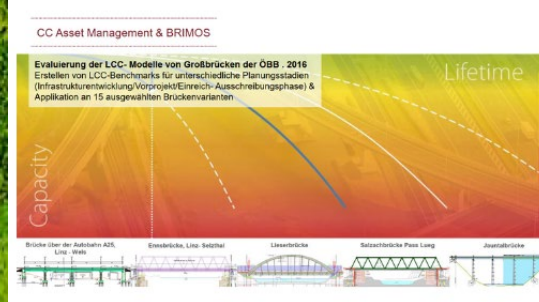 CC Asset Management & BRIMOS
Evaluierung der LCC- Modelle von Großbrücken der ÖBB . 2016
Erstellen von LCC-Benchmarks für unterschiedliche Planungsstadien
(Infrastrukturentwicklung/Vorprojekt/Einreich- Ausschreibungsphase) &
Applikation an 15 ausgewählten Brückenvarianten
Lifetime
Capacity
Brücke über der Autobahn A25,
Linz - Wels
Ennsbrücke, Linz- Selzthal
Lieserbrücke
Salzachbrücke Pass Lueg
Jauntalbrücke